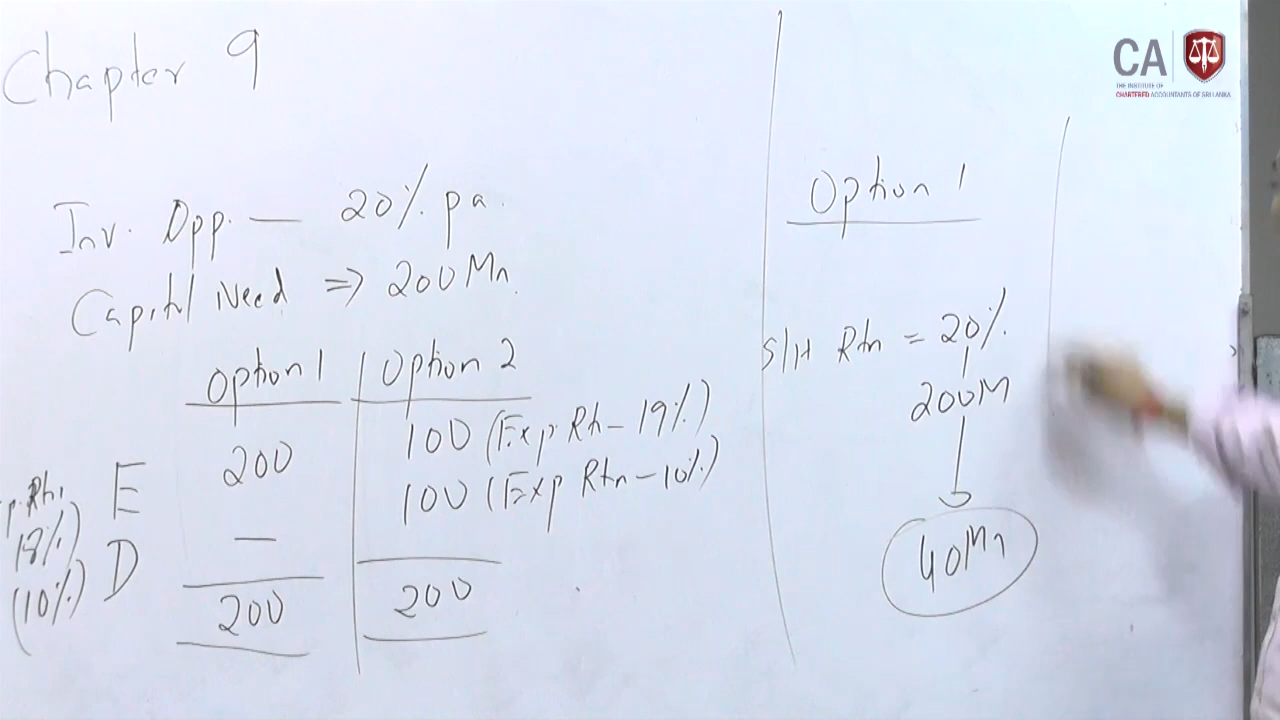 Chapter 9
Inv. Opp. — 20% pa.
Capital Need => 200Mn.
Option 1 Option 2
E 200 100 (Exp. Rtn - 19%)
100 (Exp Rtn - 10%)
p. Rtn
18%)
D —
(10%)
200 200
Option 1
S/H Rtn = 20%
200M
40Mn
CA
THE INSTITUTE OF
CHARTERED ACCOUNTANTS OF SRI LANKA